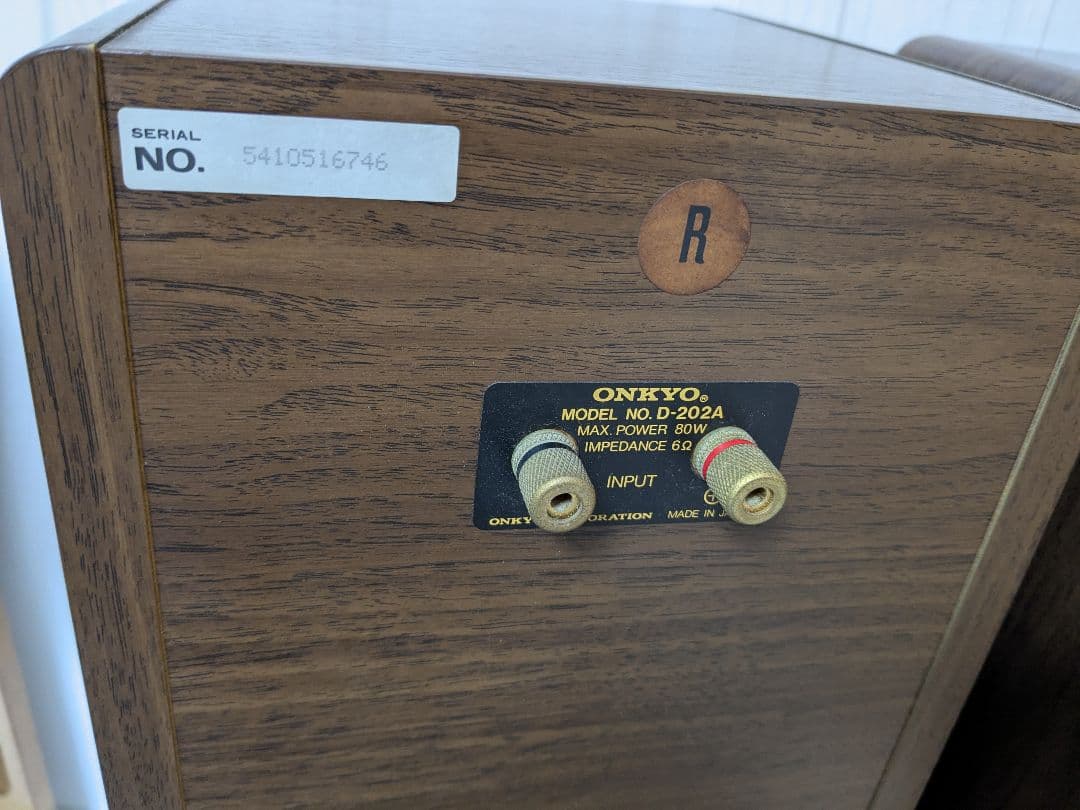 SERIAL
NO. 5410516746
R
ONKYO®
MODEL NO. D-202A
MAX. POWER 80W
IMPEDANCE 6Ω
INPUT
MADE IN